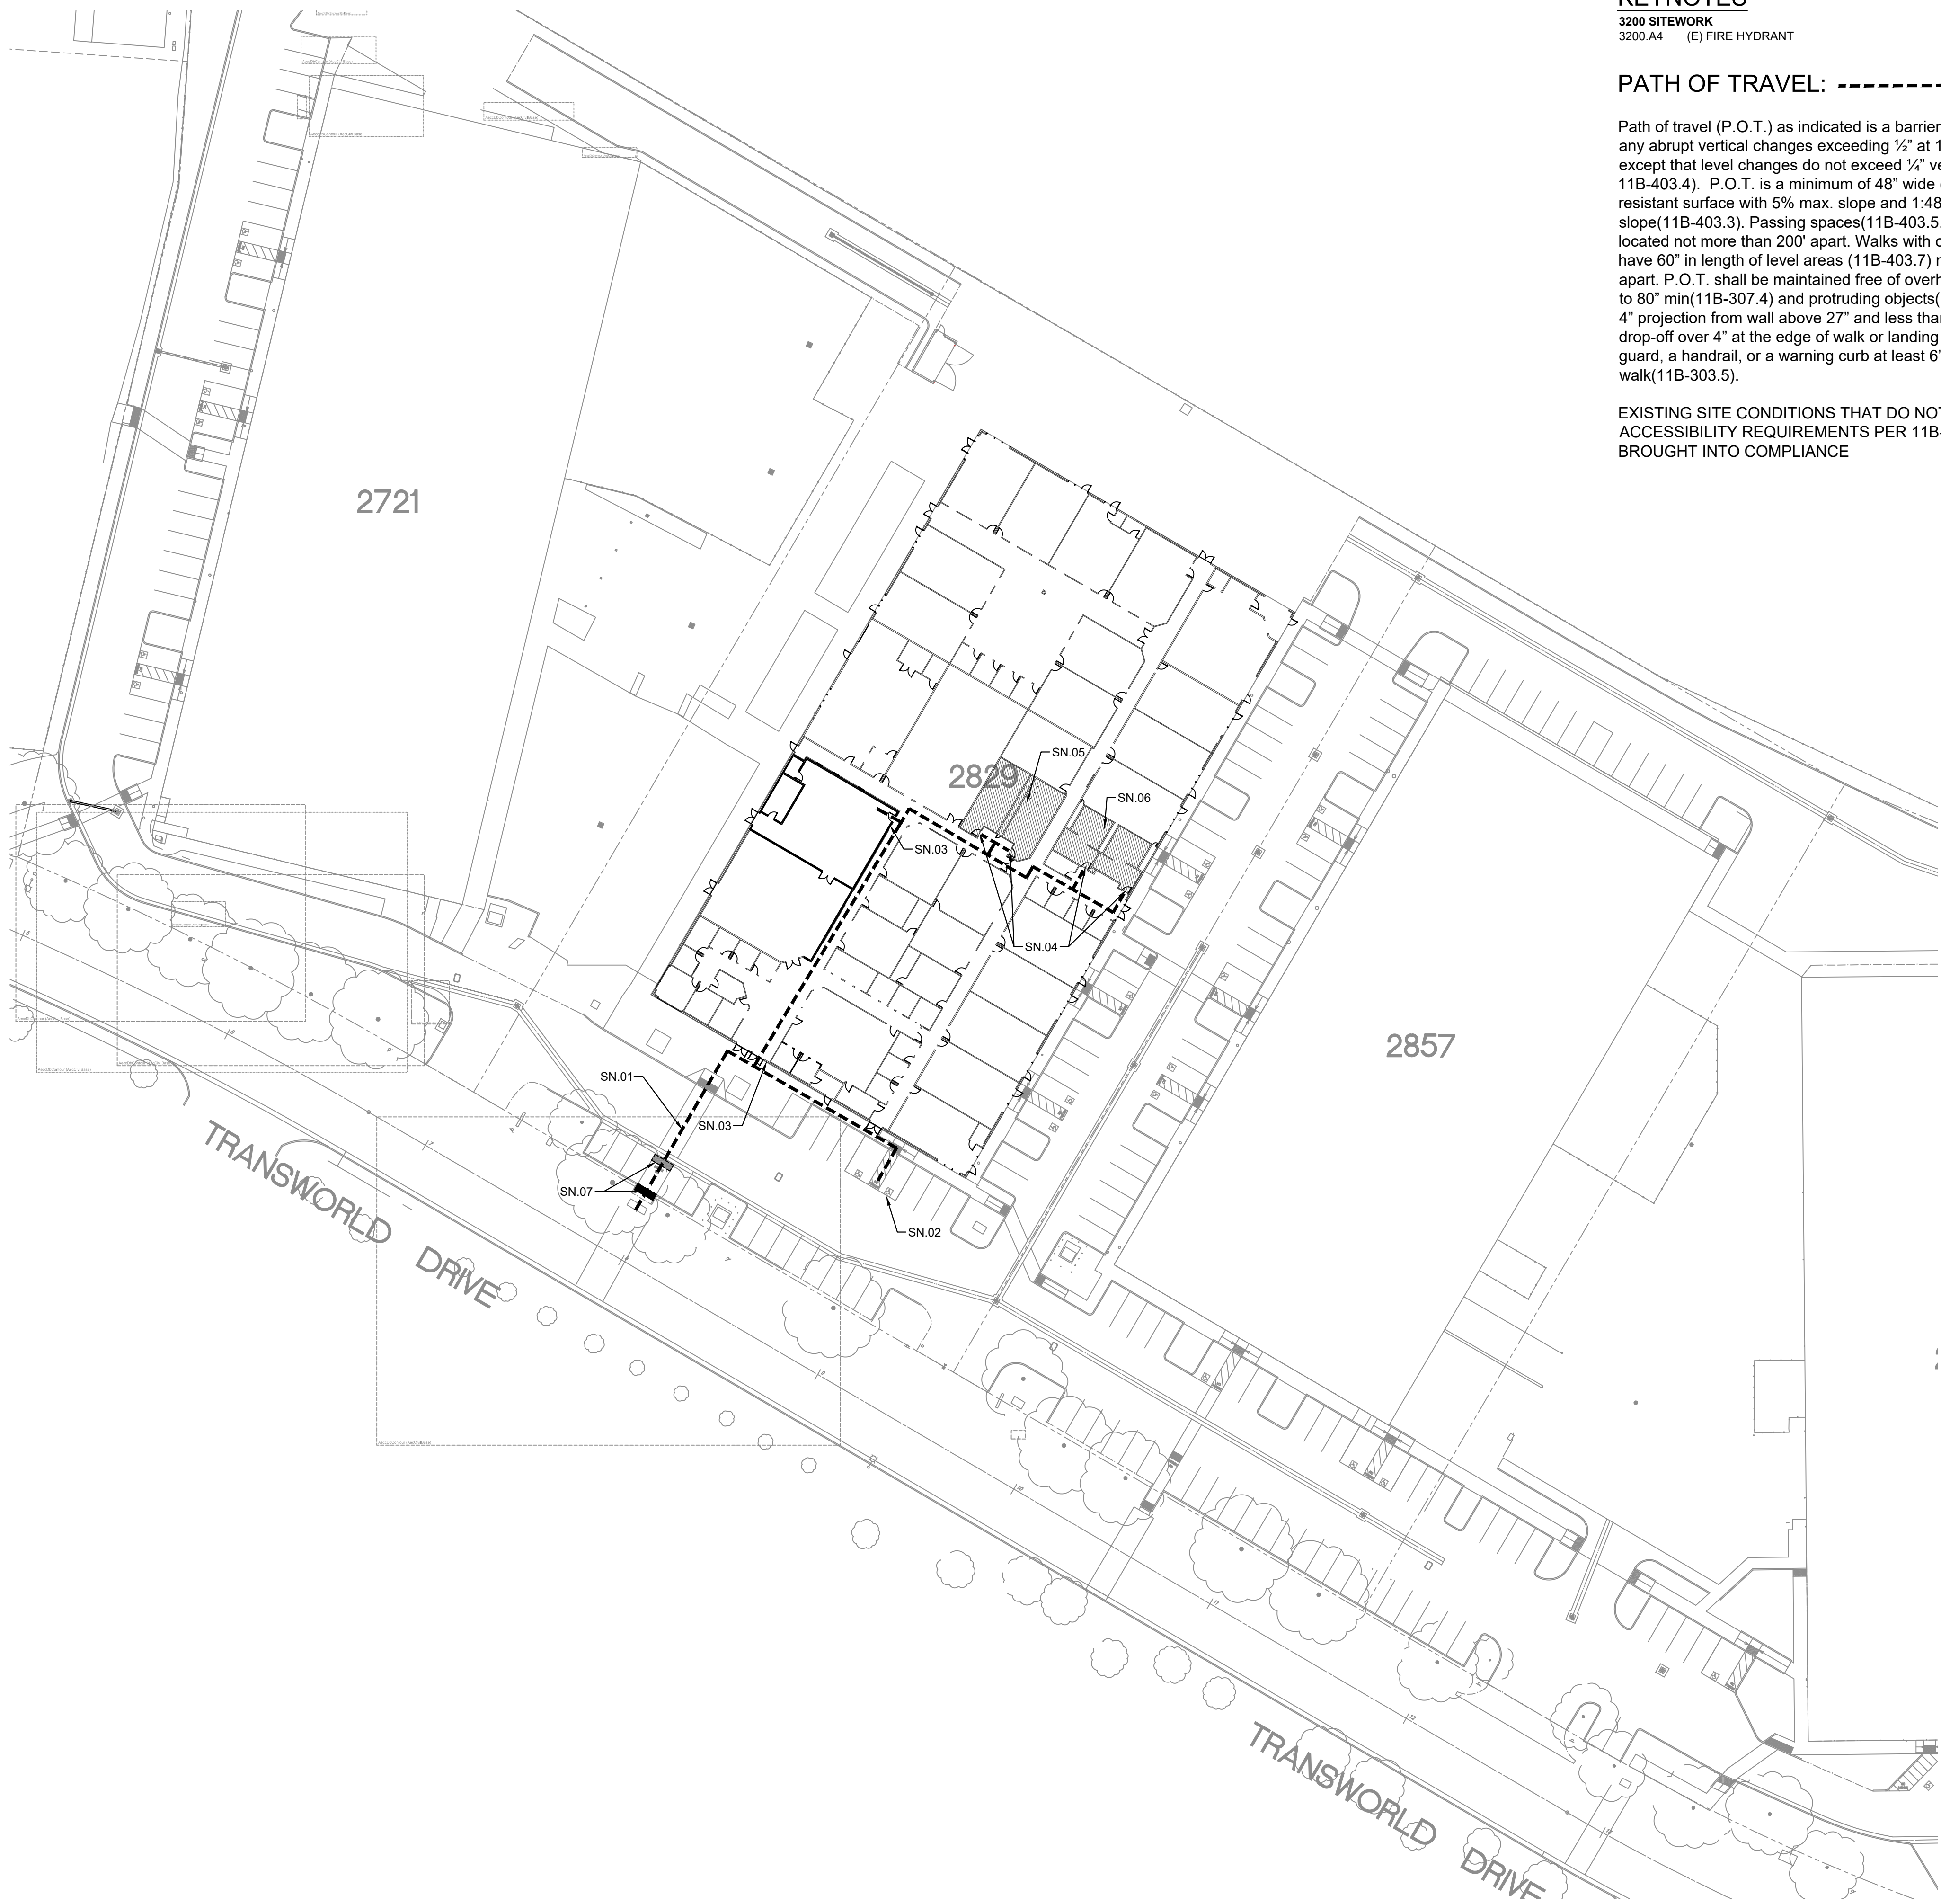 KEYNOTES
3200 SITEWORK
3200.A4 (E) FIRE HYDRANT
PATH OF TRAVEL:
Path of travel (P.O.T.) as indicated is a barrier
any abrupt vertical changes exceeding ½” at 1
except that level changes do not exceed ¼” ve
11B-403.4). P.O.T. is a minimum of 48” wide (
resistant surface with 5% max. slope and 1:48
slope(11B-403.3). Passing spaces(11B-403.5.
located not more than 200' apart. Walks with c
have 60” in length of level areas (11B-403.7) n
apart. P.O.T. shall be maintained free of overh
to 80” min(11B-307.4) and protruding objects(
4” projection from wall above 27” and less than
drop-off over 4” at the edge of walk or landing
guard, a handrail, or a warning curb at least 6”
walk(11B-303.5).
EXISTING SITE CONDITIONS THAT DO NOT
ACCESSIBILITY REQUIREMENTS PER 11B-
BROUGHT INTO COMPLIANCE
2721
SN.05
2829
SN.06
SN.03
SN.04
2857
SN.01
SN.03
SN.07
SN.02
TRANSWORLD DRIVE
TRANSWORLD DRIVE